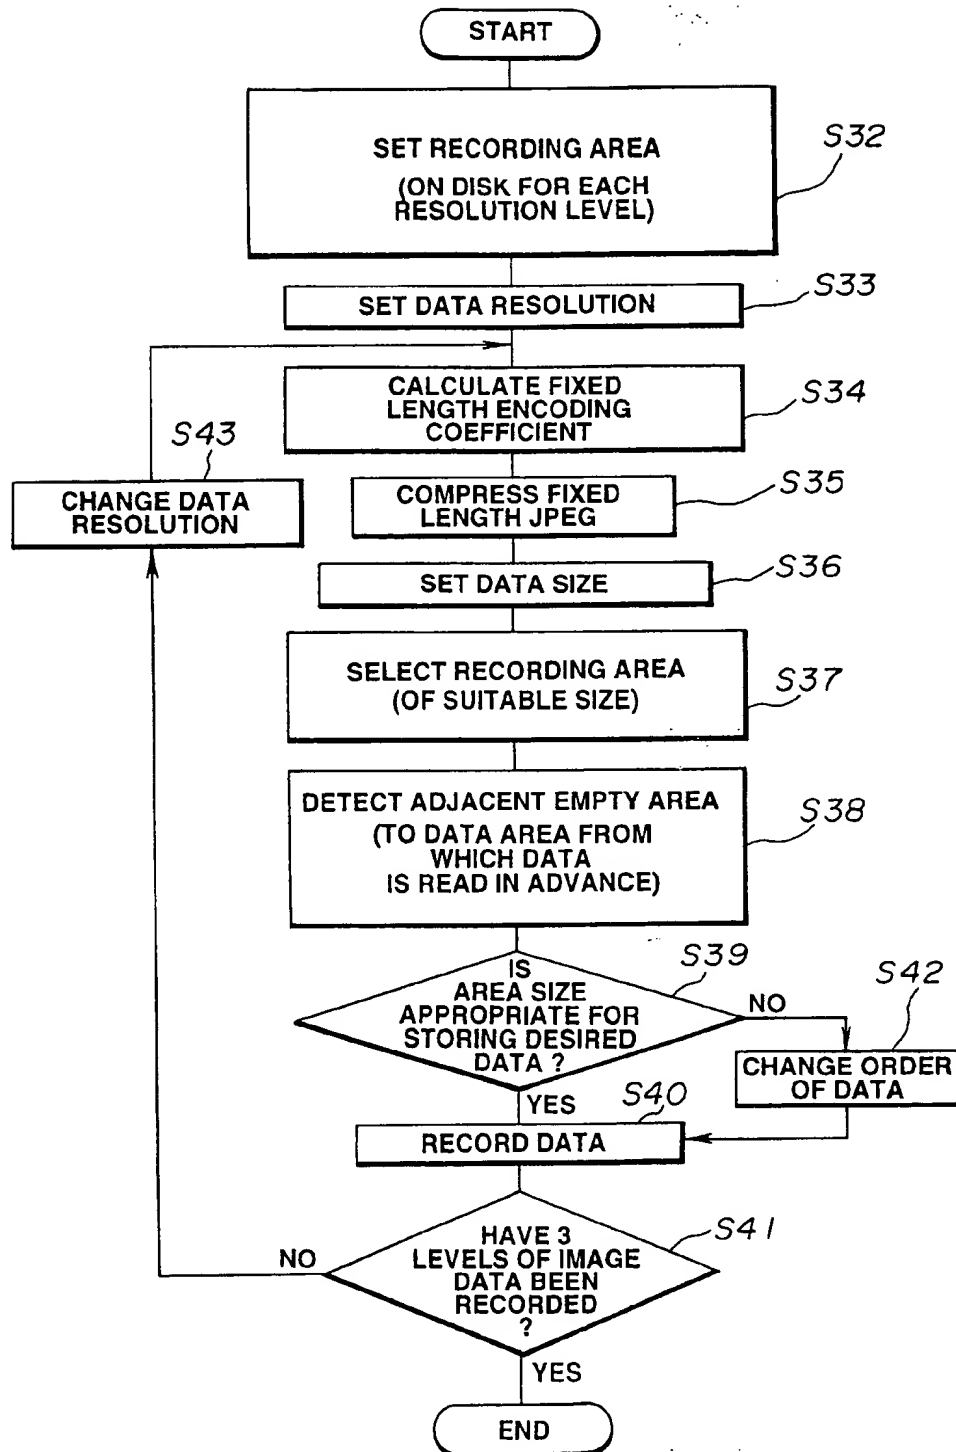 START
SET RECORDING AREA
(ON DISK FOR EACH
RESOLUTION LEVEL)
S32
SET DATA RESOLUTION
S33
CALCULATE FIXED
LENGTH ENCODING
COEFFICIENT
S34
S43
CHANGE DATA
RESOLUTION
COMPRESS FIXED
LENGTH JPEG
S35
SET DATA SIZE
S36
SELECT RECORDING AREA
(OF SUITABLE SIZE)
S37
DETECT ADJACENT EMPTY AREA
(TO DATA AREA FROM
WHICH DATA
IS READ IN ADVANCE)
S38
IS
AREA SIZE
APPROPRIATE FOR
STORING DESIRED
DATA ?
S39
NO
S42
CHANGE ORDER
OF DATA
YES
S40
RECORD DATA
HAVE 3
LEVELS OF IMAGE
DATA BEEN
RECORDED
?
S41
NO
YES
END